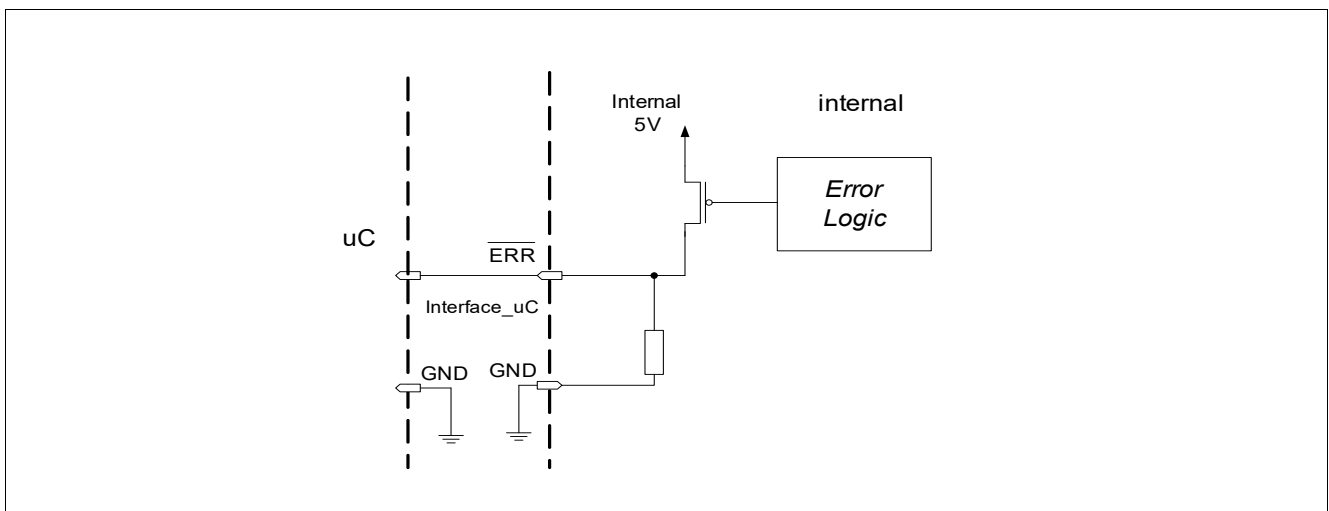 Internal
5V
internal
Error
Logic
uC
ERR
Interface_uC
GND
GND